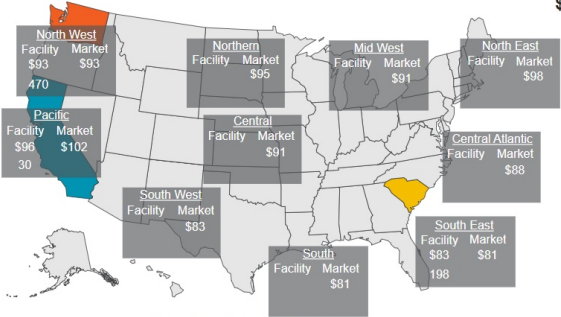 $
North West
Facility Market
$93 $93
470
Northern
Facility Market
$95
Mid West
Facility Market
$91
North East
Facility Market
$98
Pacific
Facility Market
$96 $102
30
Central
Facility Market
$91
Central Atlantic
Facility Market
$88
South West
Facility Market
$83
South East
Facility Market
$83 $81
198
South
Facility Market
$81